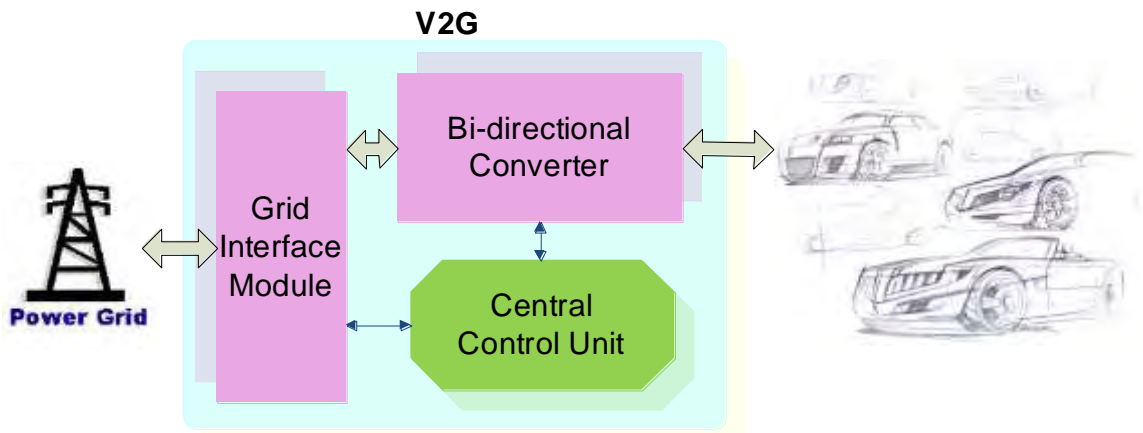 V2G
Bi-directional
Converter
Grid
Interface
Module
Central
Control Unit
Power Grid